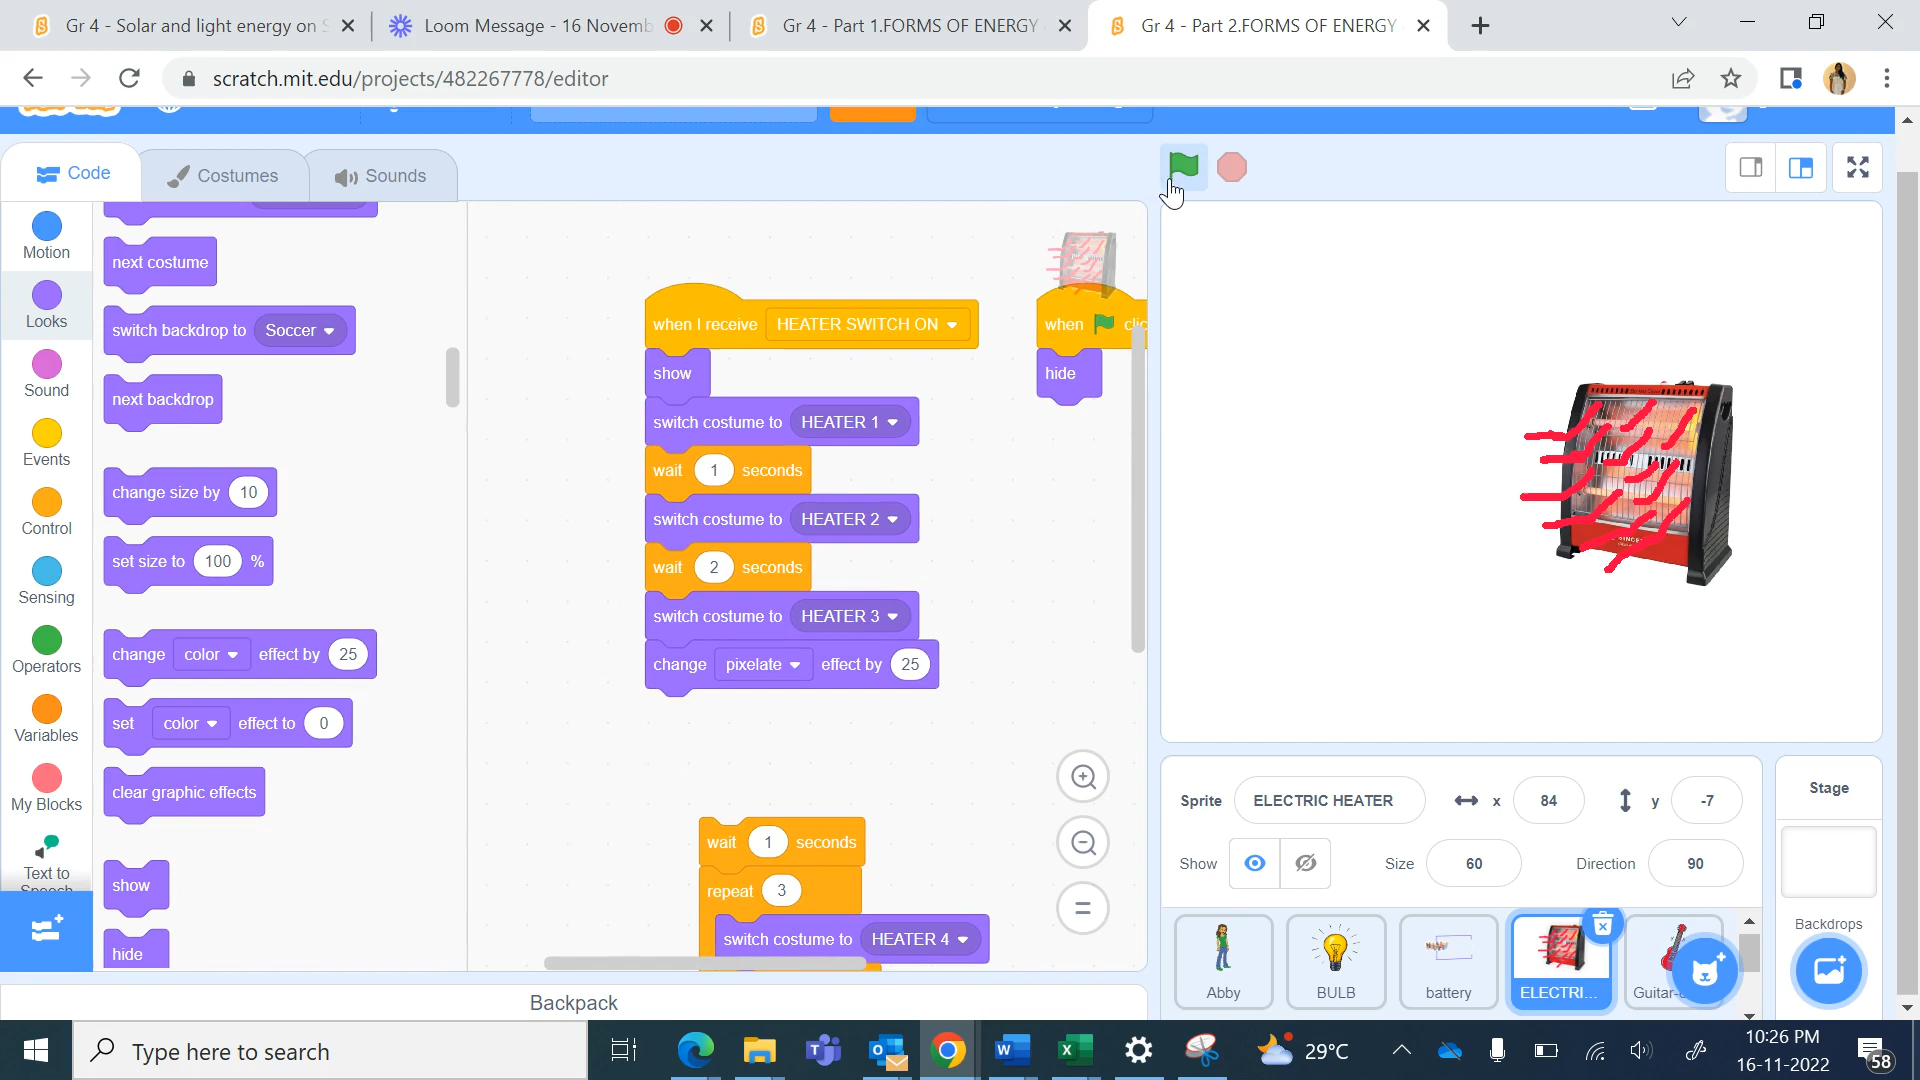 Gr 4 - Solar and light energy on S
Loom Message - 16 Novemb
Gr 4 - Part 1.FORMS OF ENERGY
Gr 4 - Part 2.FORMS OF ENERGY
scratch.mit.edu/projects/482267778/editor
Code
Costumes
Sounds
Motion
Looks
Sound
Events
Control
Sensing
Operators
Variables
My Blocks
Text to
Speech
next costume
switch backdrop to Soccer
next backdrop
change size by 10
set size to 100 %
change color effect by 25
set color effect to 0
clear graphic effects
show
hide
when I receive HEATER SWITCH ON
show
switch costume to HEATER 1
wait 1 seconds
switch costume to HEATER 2
wait 2 seconds
switch costume to HEATER 3
change pixelate effect by 25
when clic
hide
wait 1 seconds
repeat 3
switch costume to HEATER 4
Backpack
Sprite ELECTRIC HEATER x 84 y -7
Show Size 60 Direction 90
Abby
BULB
battery
ELECTRI...
Guitar-
Stage
Backdrops
Type here to search
29°C
10:26 PM
16-11-2022
58